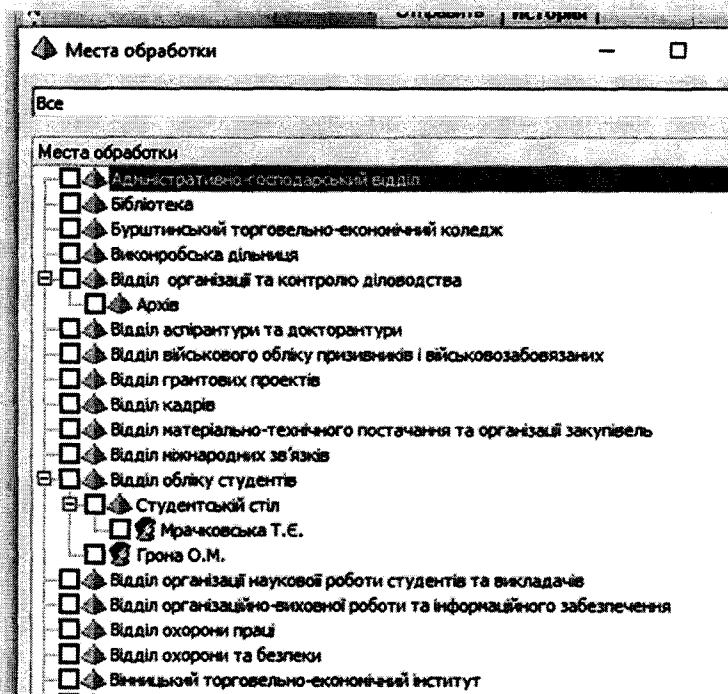 Отправить История
Места обработки
Все
Места обработки
Адміністративно-господарський відділ
Бібліотека
Бурштинський торговельно-економічний коледж
Виконробська дільниця
Відділ організації та контролю діловодства
Архів
Відділ аспірантури та докторантури
Відділ військового обліку призивників і військовозабовязаних
Відділ грантових проектів
Відділ кадрів
Відділ матеріально-технічного постачання та організації закупівель
Відділ міжнародних зв'язків
Відділ обліку студентів
Студентській стіл
Мрачковська Т.Є.
Грона О.М.
Відділ організації наукової роботи студентів та викладачів
Відділ організаційно-виховної роботи та інформаційного забезпечення
Відділ охорони праці
Відділ охорони та безпеки
Вінницький торговельно-економічний інститут